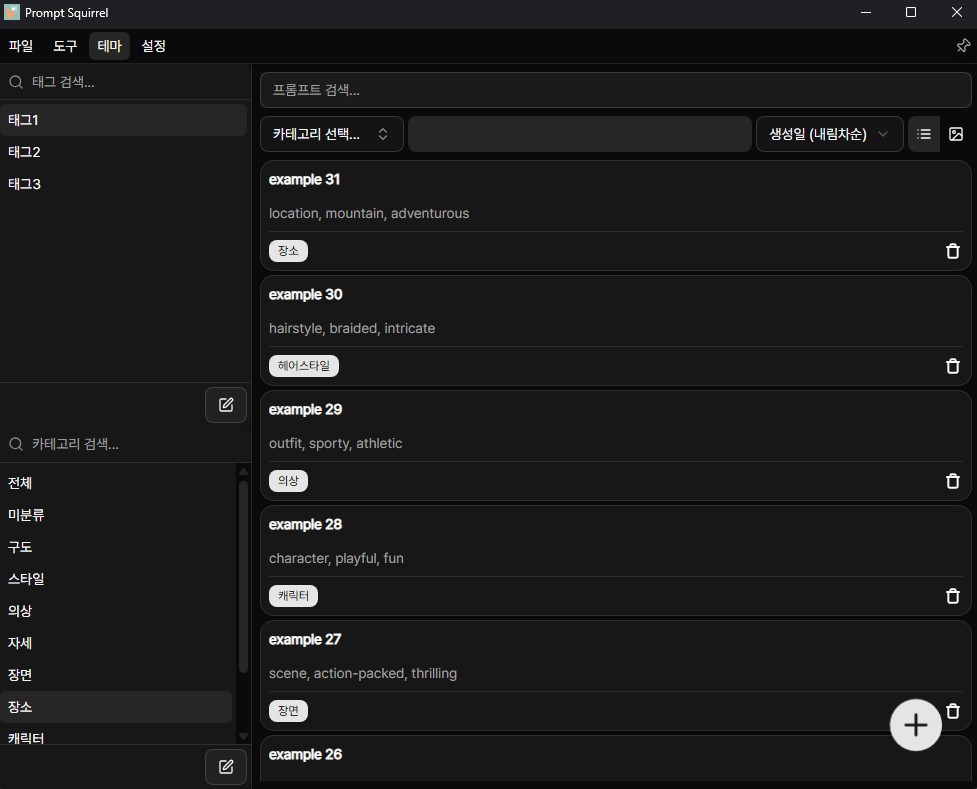 Prompt Squirrel
파일 도구 테마 설정
태그 검색...
태그1
태그2
태그3
카테고리 검색...
전체
미분류
구도
스타일
의상
자세
장면
장소
캐릭터
프롬프트 검색...
카테고리 선택... 생성일 (내림차순)
example 31
location, mountain, adventurous
장소
example 30
hairstyle, braided, intricate
헤어스타일
example 29
outfit, sporty, athletic
의상
example 28
character, playful, fun
캐릭터
example 27
scene, action-packed, thrilling
장면
example 26